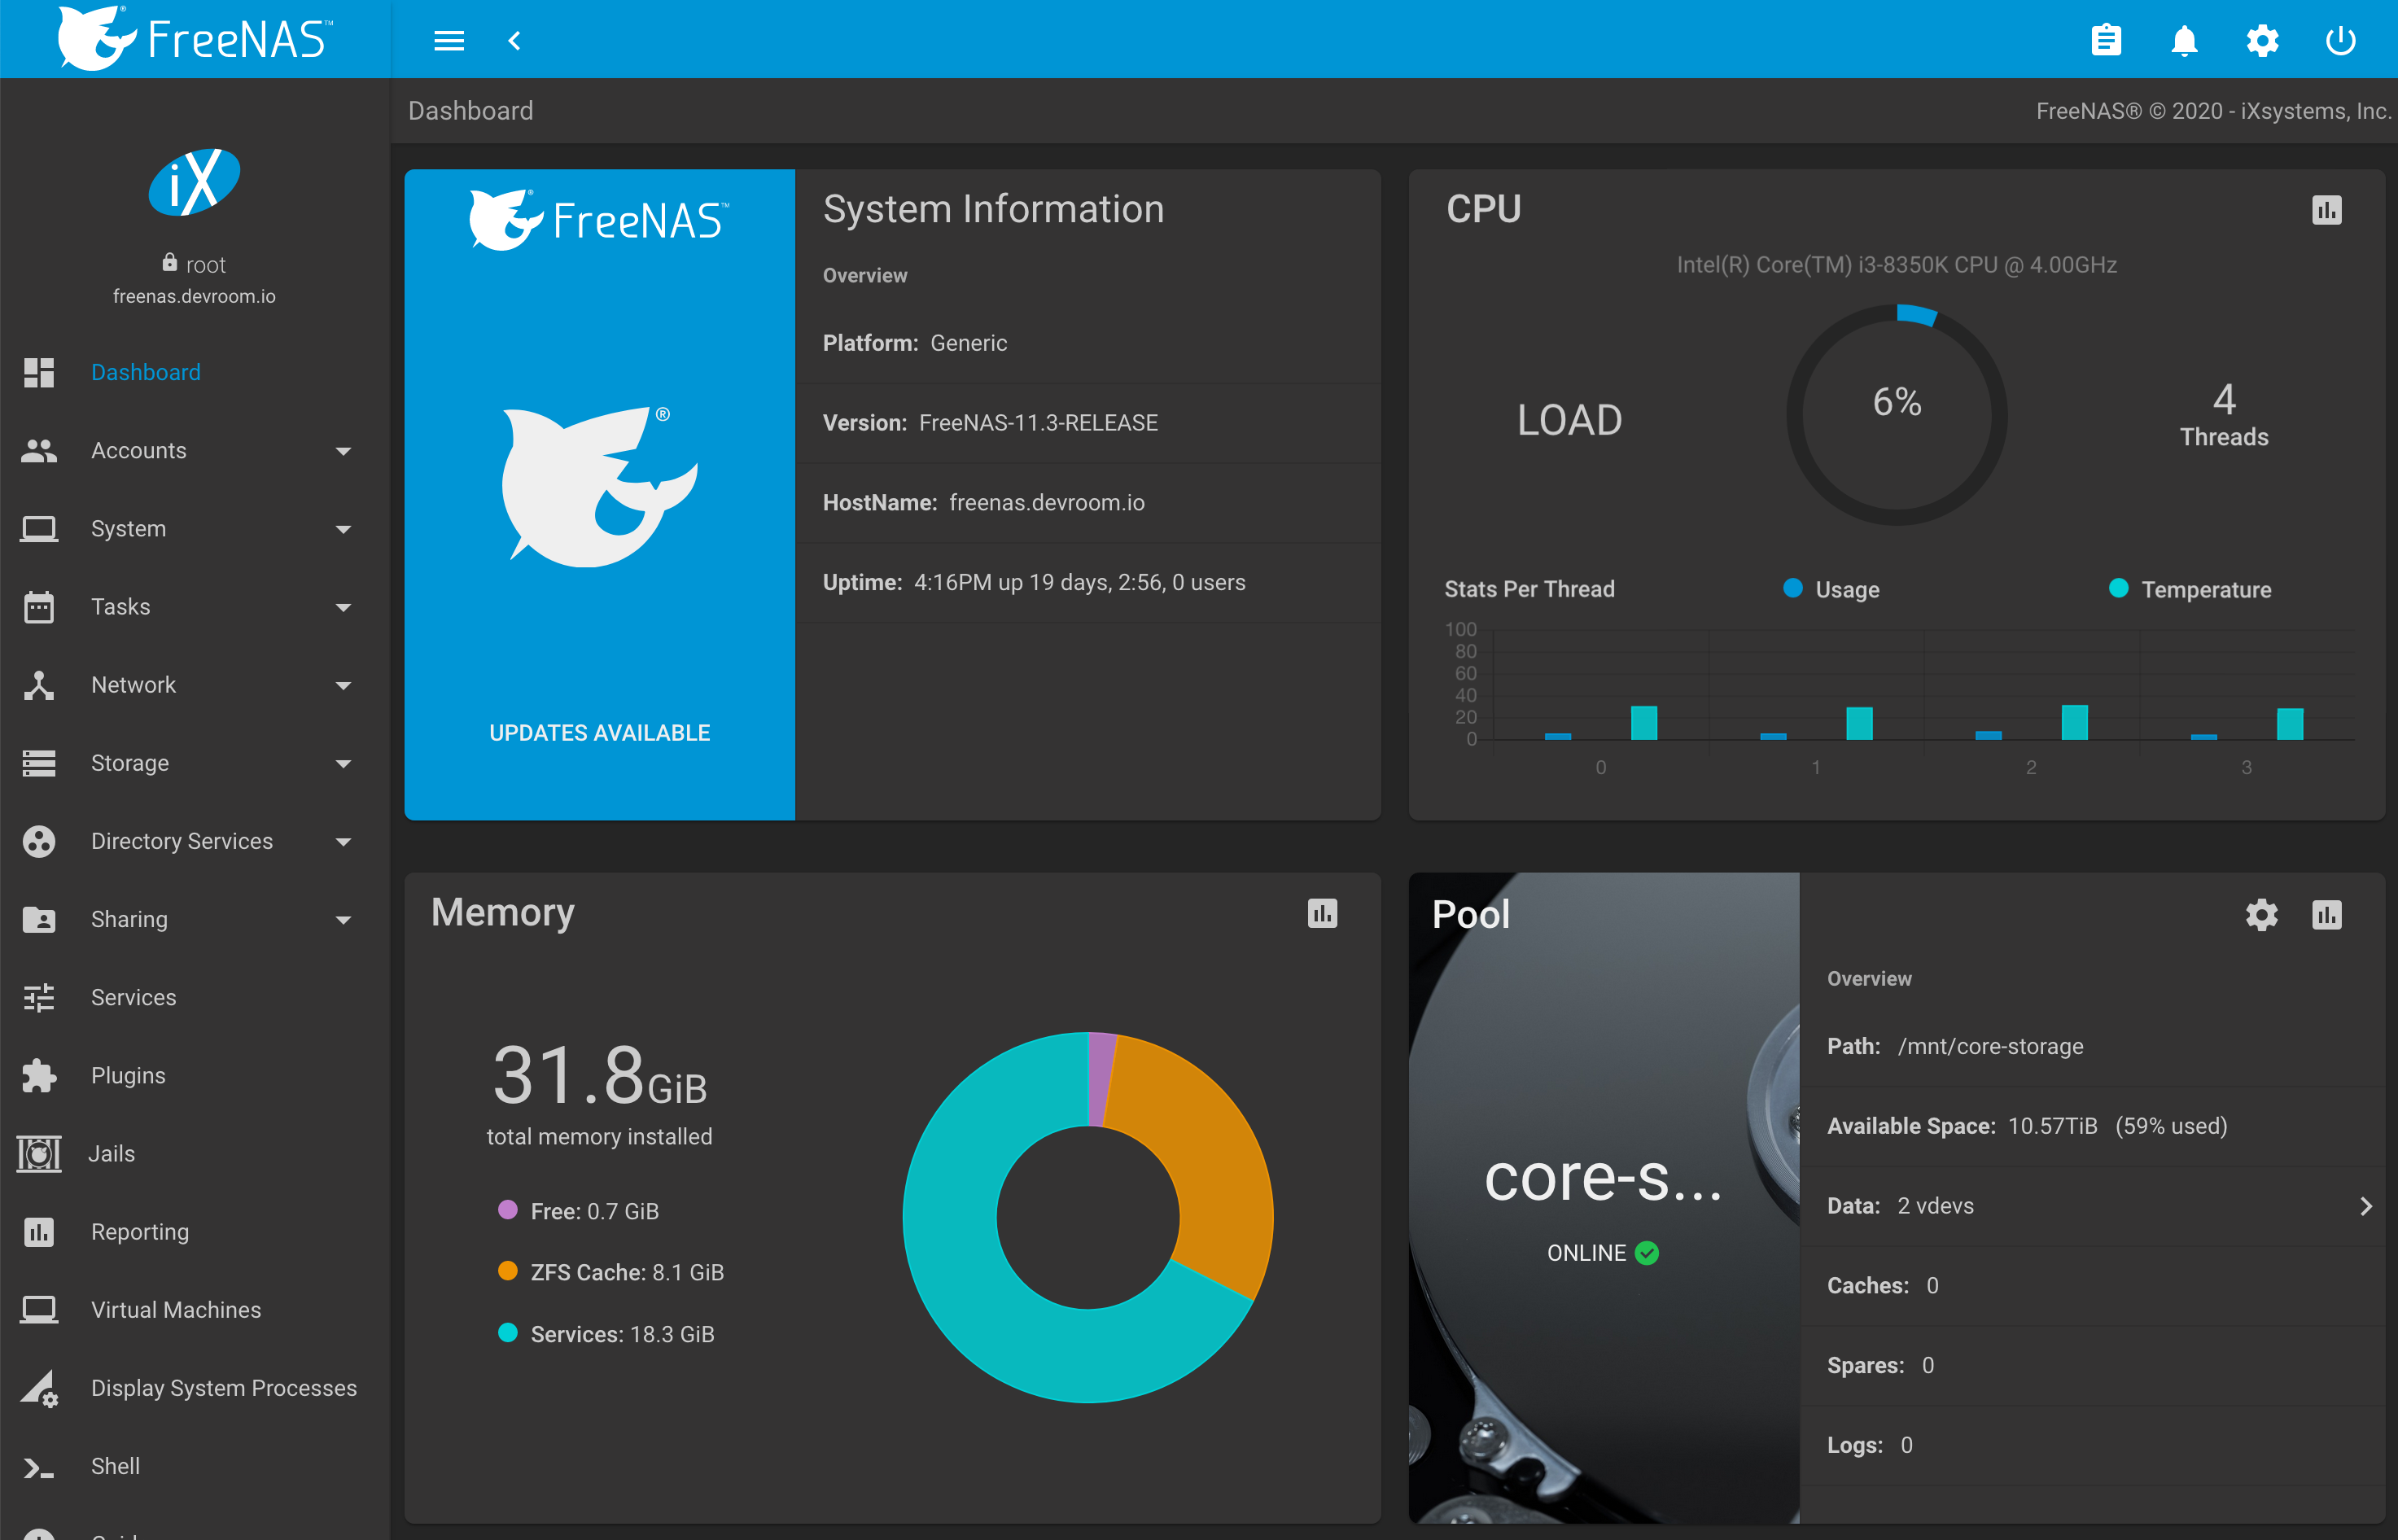 FreeNAS™
Dashboard
FreeNAS® © 2020 - iXsystems, Inc.
iX
root
freenas.devroom.io
Dashboard
Accounts
System
Tasks
Network
Storage
Directory Services
Sharing
Services
Plugins
Jails
Reporting
Virtual Machines
Display System Processes
Shell
FreeNAS™
®
UPDATES AVAILABLE
System Information
Overview
Platform: Generic
Version: FreeNAS-11.3-RELEASE
HostName: freenas.devroom.io
Uptime: 4:16PM up 19 days, 2:56, 0 users
CPU
Intel(R) Core(TM) i3-8350K CPU @ 4.00GHz
LOAD
6%
4
Threads
Stats Per Thread Usage Temperature
100
80
60
40
20
0
0 1 2 3
Memory
31.8GiB
total memory installed
Free: 0.7 GiB
ZFS Cache: 8.1 GiB
Services: 18.3 GiB
Pool
core-s...
ONLINE
Overview
Path: /mnt/core-storage
Available Space: 10.57TiB (59% used)
Data: 2 vdevs
Caches: 0
Spares: 0
Logs: 0